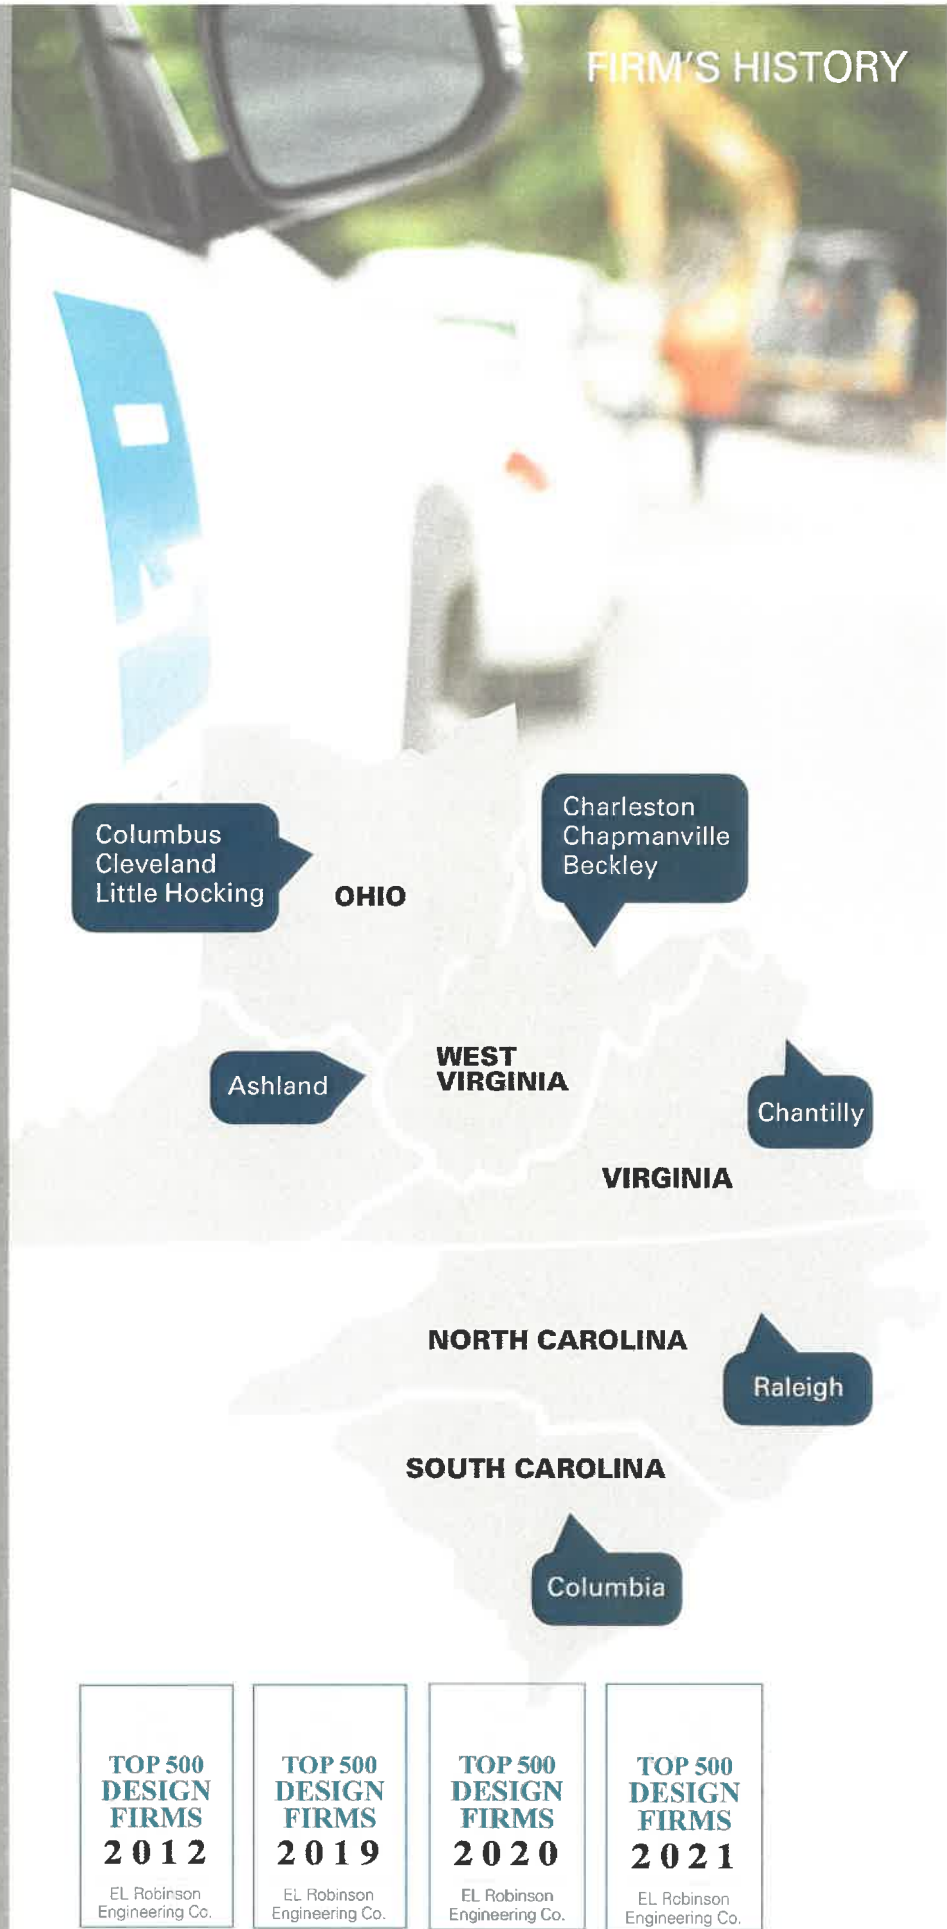 FIRM'S HISTORY
Columbus
Cleveland
Little Hocking
Charleston
Chapmanville
Beckley
OHIO
Ashland
WEST
VIRGINIA
Chantilly
VIRGINIA
NORTH CAROLINA
Raleigh
SOUTH CAROLINA
Columbia
TOP 500
DESIGN
FIRMS
2012
EL Robinson
Engineering Co.
TOP 500
DESIGN
FIRMS
2019
EL Robinson
Engineering Co.
TOP 500
DESIGN
FIRMS
2020
EL Robinson
Engineering Co.
TOP 500
DESIGN
FIRMS
2021
EL Robinson
Engineering Co.